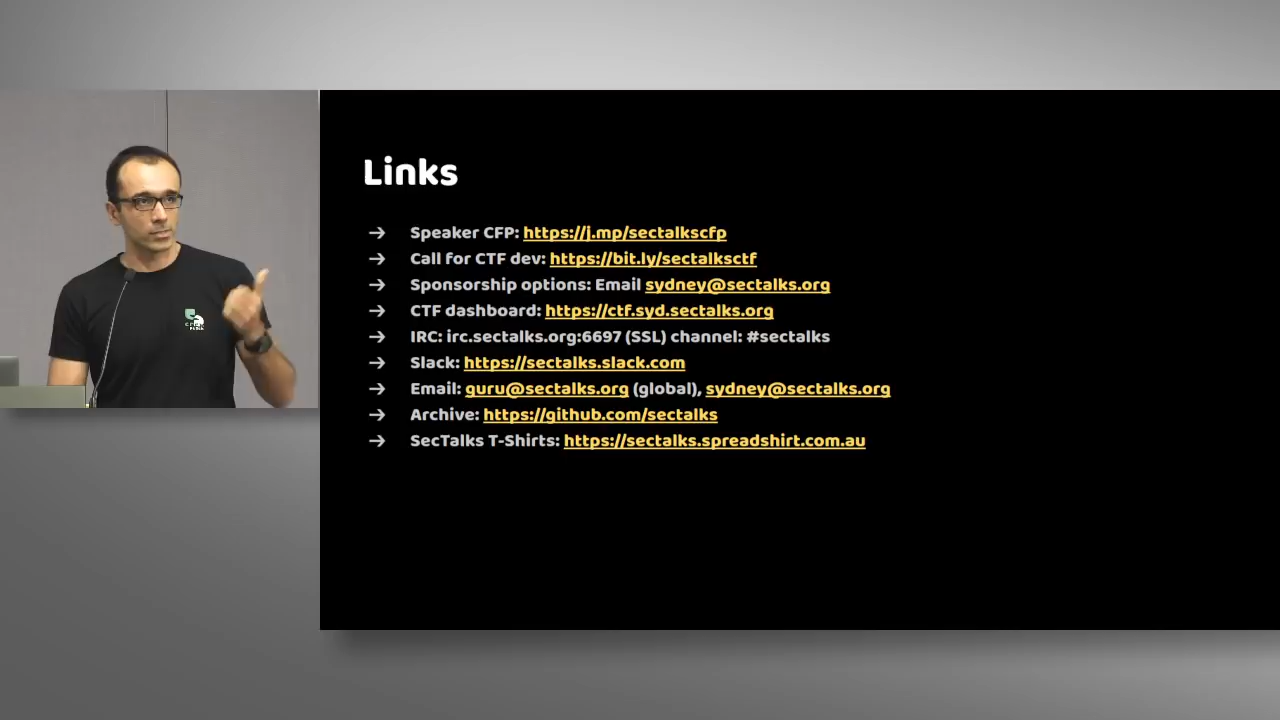 Links
➔ Speaker CFP: https://j.mp/sectalkscfp
➔ Call for CTF dev: https://bit.ly/sectalksctf
➔ Sponsorship options: Email sydney@sectalks.org
➔ CTF dashboard: https://ctf.syd.sectalks.org
➔ IRC: irc.sectalks.org:6697 (SSL) channel: #sectalks
➔ Slack: https://sectalks.slack.com
➔ Email: guru@sectalks.org (global), sydney@sectalks.org
➔ Archive: https://github.com/sectalks
➔ SecTalks T-Shirts: https://sectalks.spreadshirt.com.au